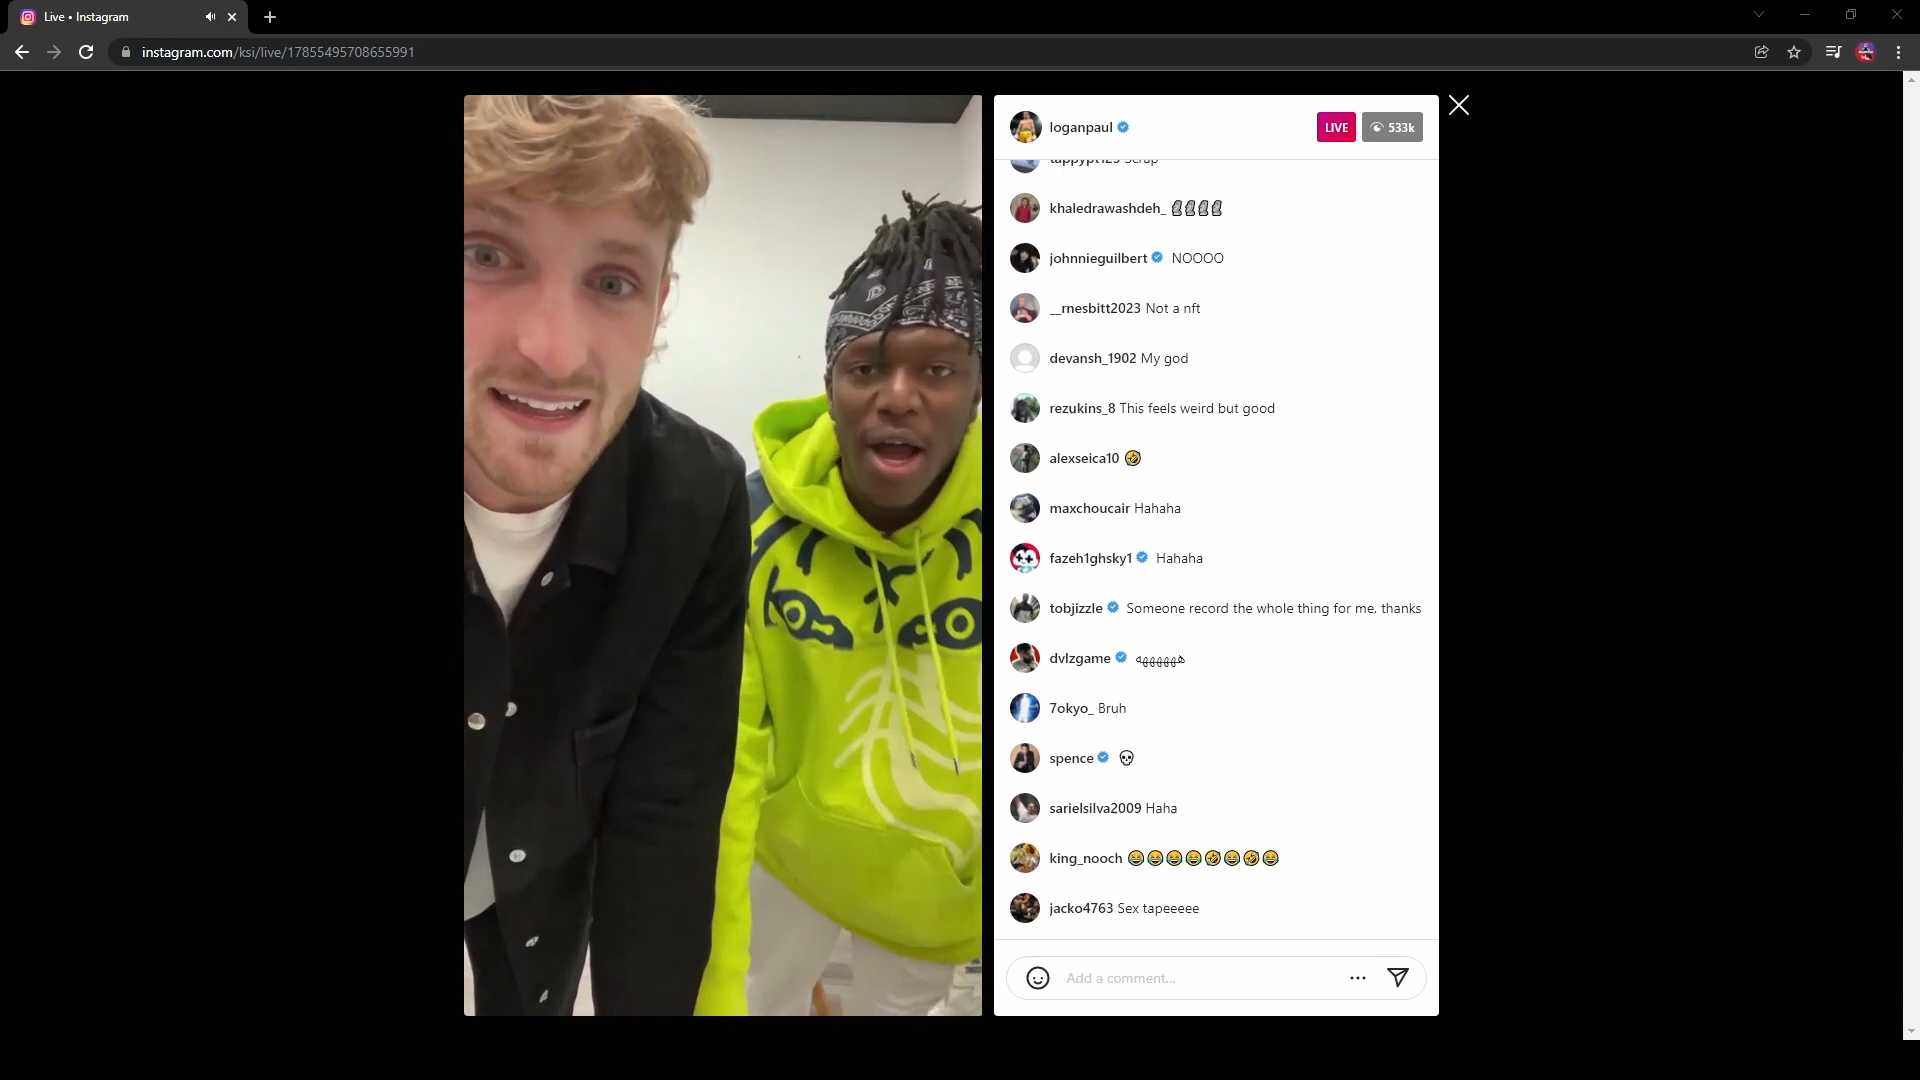 Live • Instagram
instagram.com/ksi/live/17855495708655991
loganpaul
LIVE
533k
khaledrawashdeh_ 🗿🗿🗿🗿
johnnieguilbert NOOOO
__rnesbitt2023 Not a nft
devansh_1902 My god
rezukins_8 This feels weird but good
alexseica10 🤣
maxchoucair Hahaha
fazeh1ghsky1 Hahaha
tobjizzle Someone record the whole thing for me, thanks
dvlzgame ههههههه
7okyo_ Bruh
spence 💀
sarielsilva2009 Haha
king_nooch 😂😂😂😂🤣😂🤣😂
jacko4763 Sex tapeeeee
Add a comment...